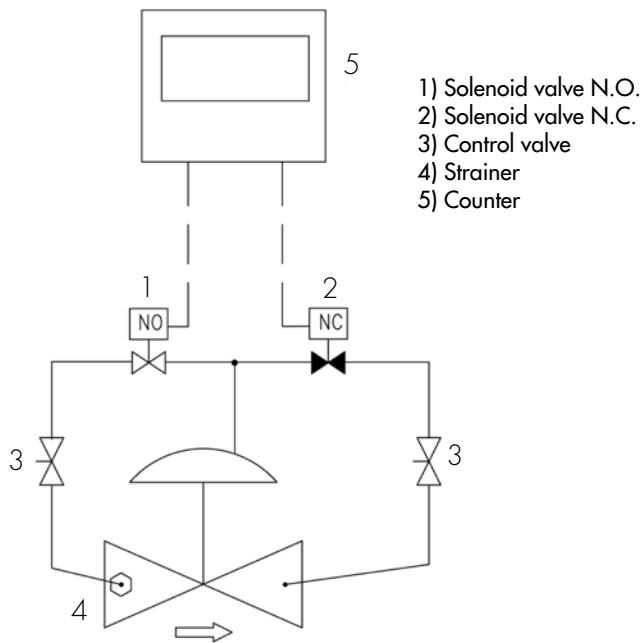 5
1) Solenoid valve N.O.
2) Solenoid valve N.C.
3) Control valve
4) Strainer
5) Counter
1
2
NO
NC
3
3
4